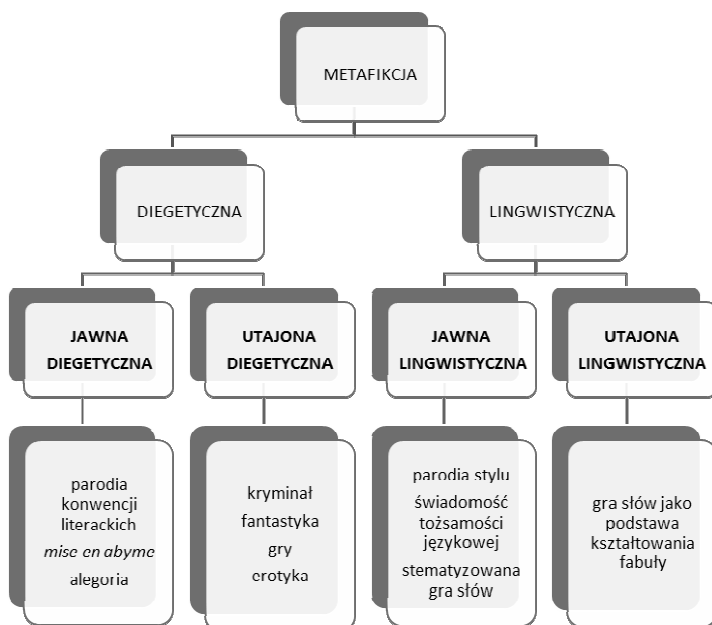 METAFIKCJA
DIEGETYCZNA
LINGWISTYCZNA
JAWNA
DIEGETYCZNA
UTAJONA
DIEGETYCZNA
JAWNA
LINGWISTYCZNA
UTAJONA
LINGWISTYCZNA
parodia
konwencji
literackich
mise en abyme
alegoria
kryminał
fantastyka
gry
erotyka
parodia stylu
świadomość
tożsamości
językowej
stematyzowana
gra słów
gra słów jako
podstawa
kształtowania
fabuły